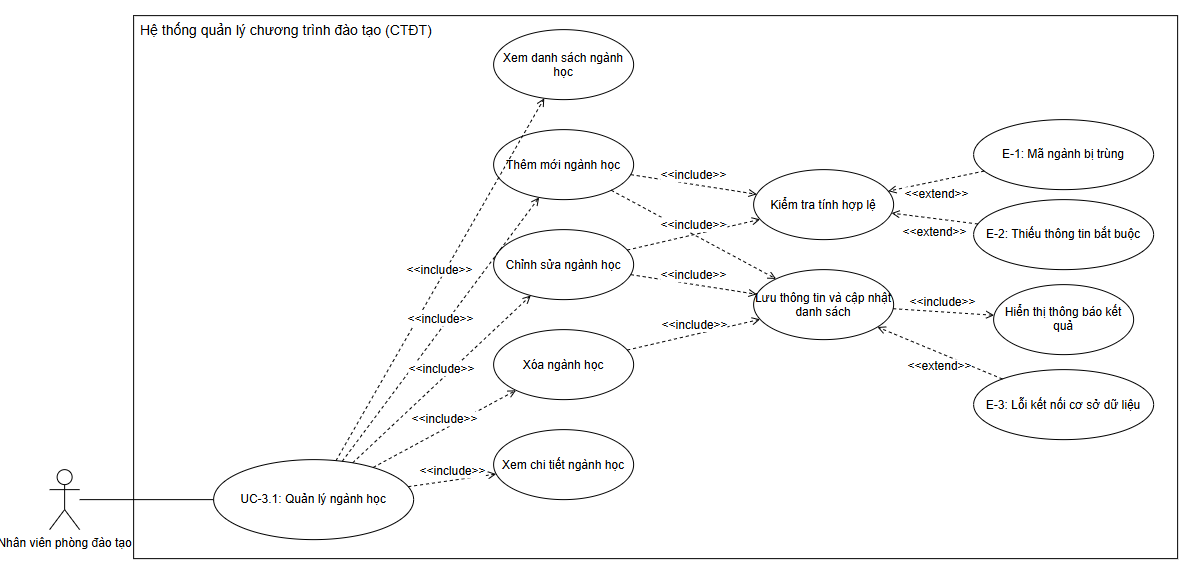 Hệ thống quản lý chương trình đào tạo (CTĐT)
Xem danh sách ngành
học
Thêm mới ngành học
<<include>>
Kiểm tra tính hợp lệ
E-1: Mã ngành bị trùng
<<extend>>
<<include>>
<<extend>>
E-2: Thiếu thông tin bắt buộc
Chỉnh sửa ngành học
<<include>>
<<include>>
Lưu thông tin và cập nhật
danh sách
<<include>>
Hiển thị thông báo kết
quả
<<include>>
<<include>>
Xóa ngành học
<<include>>
<<extend>>
E-3: Lỗi kết nối cơ sở dữ liệu
<<include>>
<<include>>
Xem chi tiết ngành học
UC-3.1: Quản lý ngành học
Nhân viên phòng đào tạo